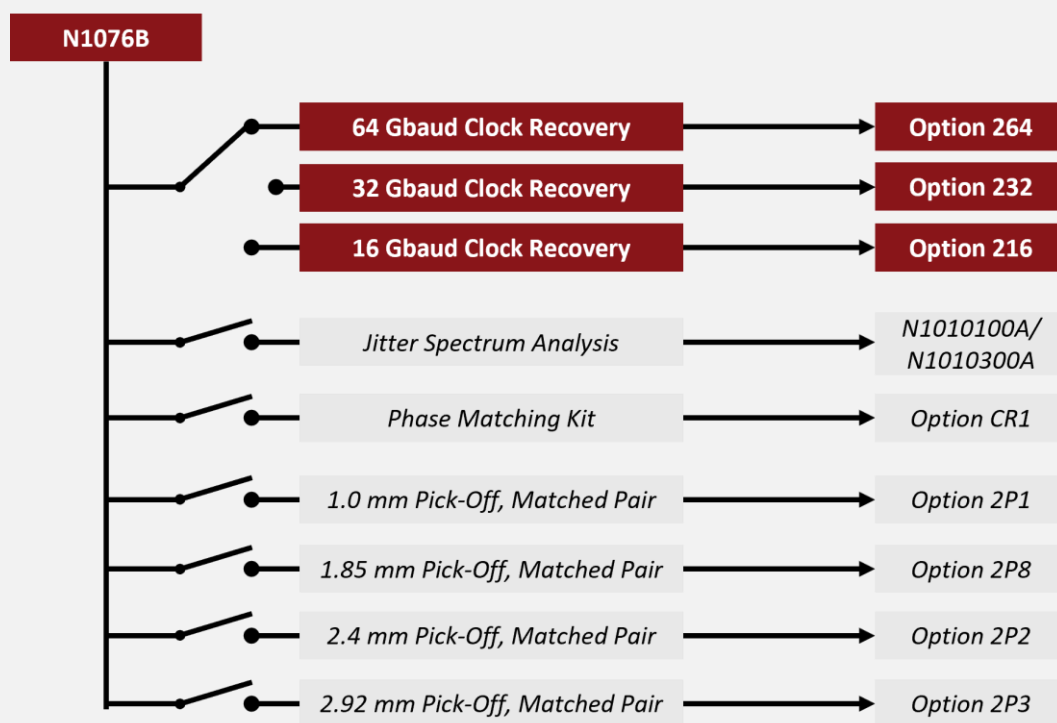 N1076B
64 Gbaud Clock Recovery
Option 264
32 Gbaud Clock Recovery
Option 232
16 Gbaud Clock Recovery
Option 216
Jitter Spectrum Analysis
N1010100A/
N1010300A
Phase Matching Kit
Option CR1
1.0 mm Pick-Off, Matched Pair
Option 2P1
1.85 mm Pick-Off, Matched Pair
Option 2P8
2.4 mm Pick-Off, Matched Pair
Option 2P2
2.92 mm Pick-Off, Matched Pair
Option 2P3